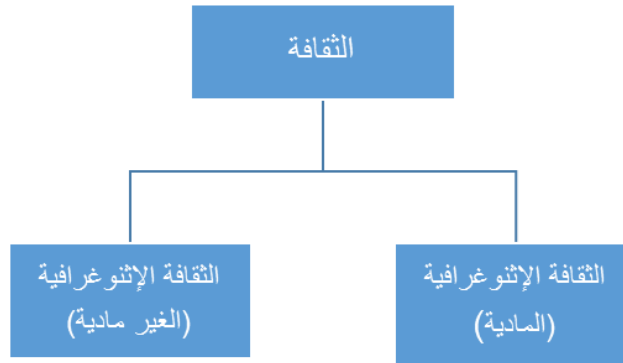 الثقافة
الثقافة الإثنوغرافية
(المادية)
الثقافة الإثنوغرافية
(الغير مادية)